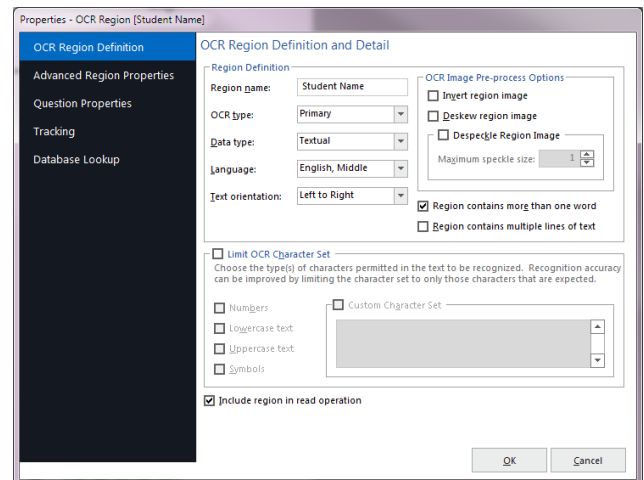 Properties - OCR Region [Student Name]
OCR Region Definition
Advanced Region Properties
Question Properties
Tracking
Database Lookup
OCR Region Definition and Detail
Region Definition
Region name: Student Name
OCR type: Primary
Data type: Textual
Language: English, Middle
Text orientation: Left to Right
OCR Image Pre-process Options
Invert region image
Deskew region image
Despeckle Region Image
Maximum speckle size: 1
Region contains more than one word
Region contains multiple lines of text
Limit OCR Character Set
Choose the type(s) of characters permitted in the text to be recognized. Recognition accuracy
can be improved by limiting the character set to only those characters that are expected.
Numbers
Lowercase text
Uppercase text
Symbols
Custom Character Set
Include region in read operation
OK
Cancel